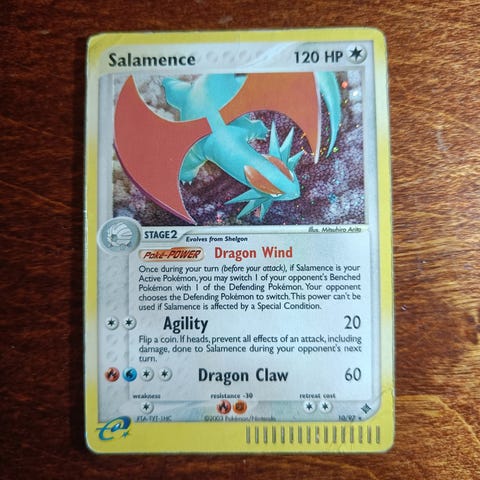 Salamence 120 HP
Illus. Mitsuhiro Arita
STAGE 2 Evolves from Shelgon
Poké-POWER Dragon Wind
Once during your turn (before your attack), if Salamence is your
Active Pokémon, you may switch 1 of your opponent's Benched
Pokémon with 1 of the Defending Pokémon. Your opponent
chooses the Defending Pokémon to switch. This power can't be
used if Salamence is affected by a Special Condition.
Agility 20
Flip a coin. If heads, prevent all effects of an attack, including
damage, done to Salamence during your opponent's next
turn.
Dragon Claw 60
weakness resistance -30 retreat cost
©2003 Pokémon/Nintendo 10/97
e